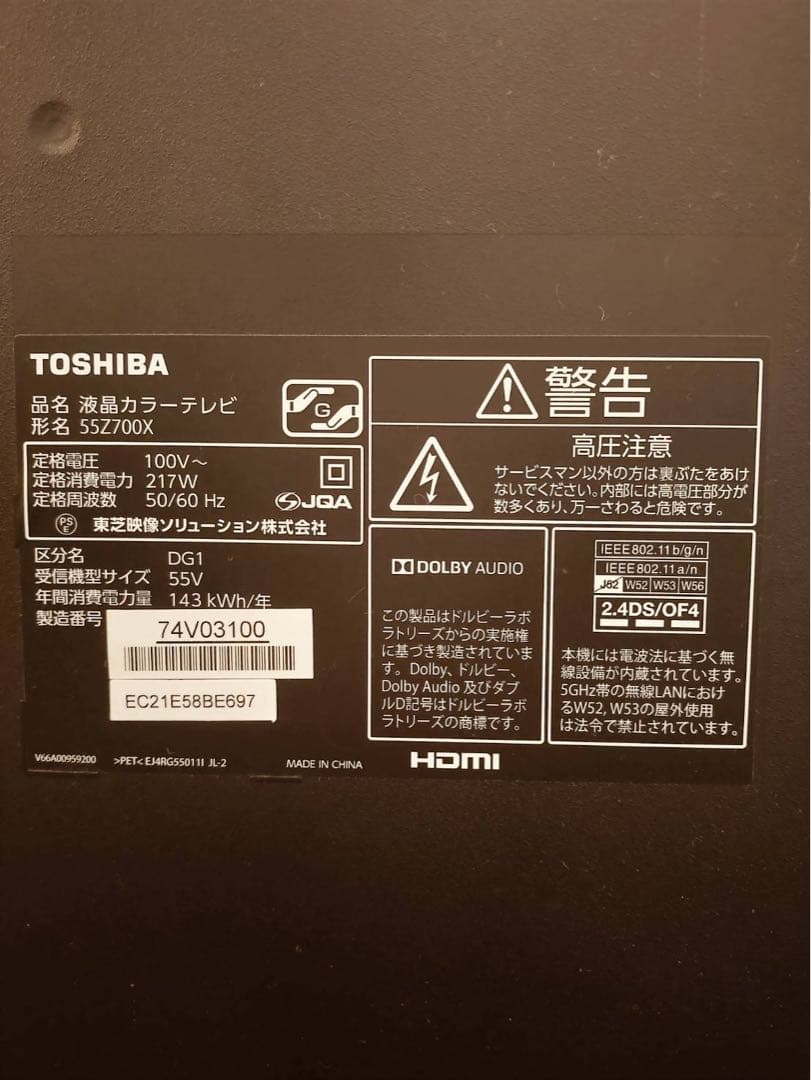 TOSHIBA
品名 液晶カラーテレビ
形名 55Z700X
G
定格電圧 100V～
定格消費電力 217W
定格周波数 50/60 Hz
JQA
PSE 東芝映像ソリューション株式会社
区分名 DG1
受信機型サイズ 55V
年間消費電力量 143 kWh/年
製造番号 74V03100
EC21E58BE697
V66A00959200 >PET< EJ4RG55011I JL-2 MADE IN CHINA
警告
高圧注意
サービスマン以外の方は裏ぶたをあけ
ないでください。内部には高電圧部分が
数多くあり、万一さわると危険です。
DOLBY AUDIO
この製品はドルビーラボ
ラトリーズからの実施権
に基づき製造されていま
す。Dolby、ドルビー、
Dolby Audio 及びダブ
ルD記号はドルビーラボ
ラトリーズの商標です。
IEEE802.11 b/g/n
IEEE802.11 a/n
J52 W52 W53 W56
2.4DS/OF4
本機には電波法に基づく無
線設備が内蔵されています。
5GHz帯の無線LANにおけ
るW52, W53の屋外使用
は法令で禁止されています。
HDMI